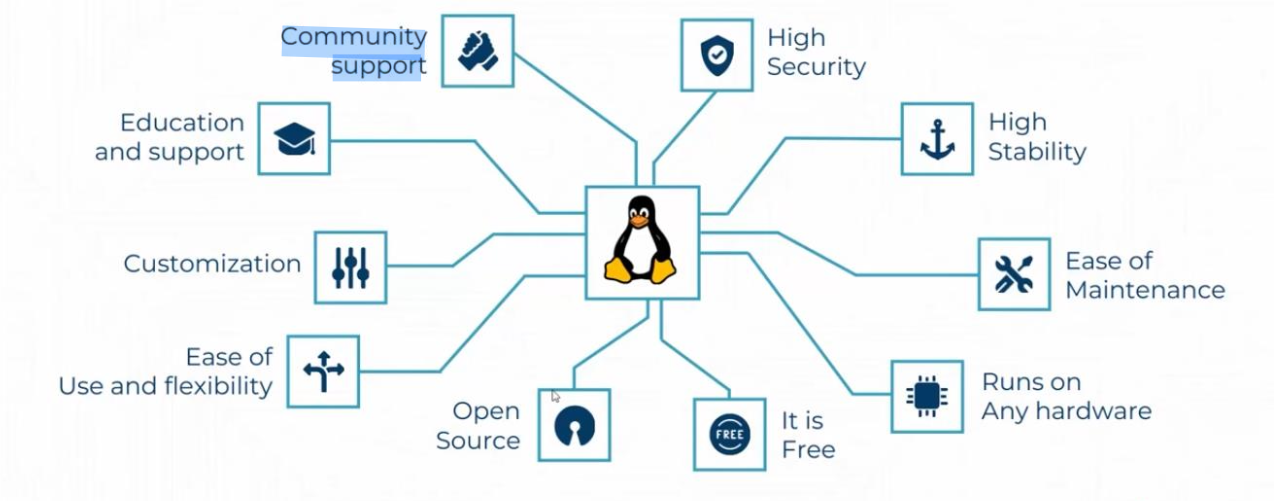 Community
support
High
Security
Education
and support
High
Stability
Customization
Ease of
Maintenance
Ease of
Use and flexibility
Open
Source
FREE
It is
Free
Runs on
Any hardware